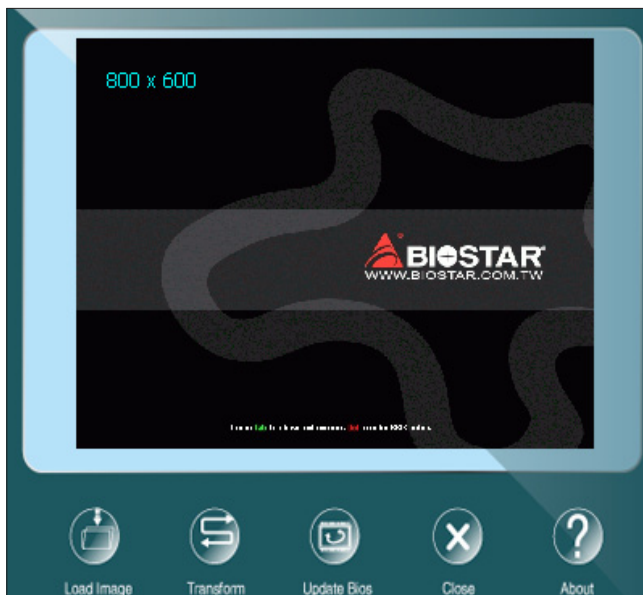 800 x 600
BIOSTAR
WWW.BIOSTAR.COM.TW
Load Image
Transform
Update Bios
Close
About